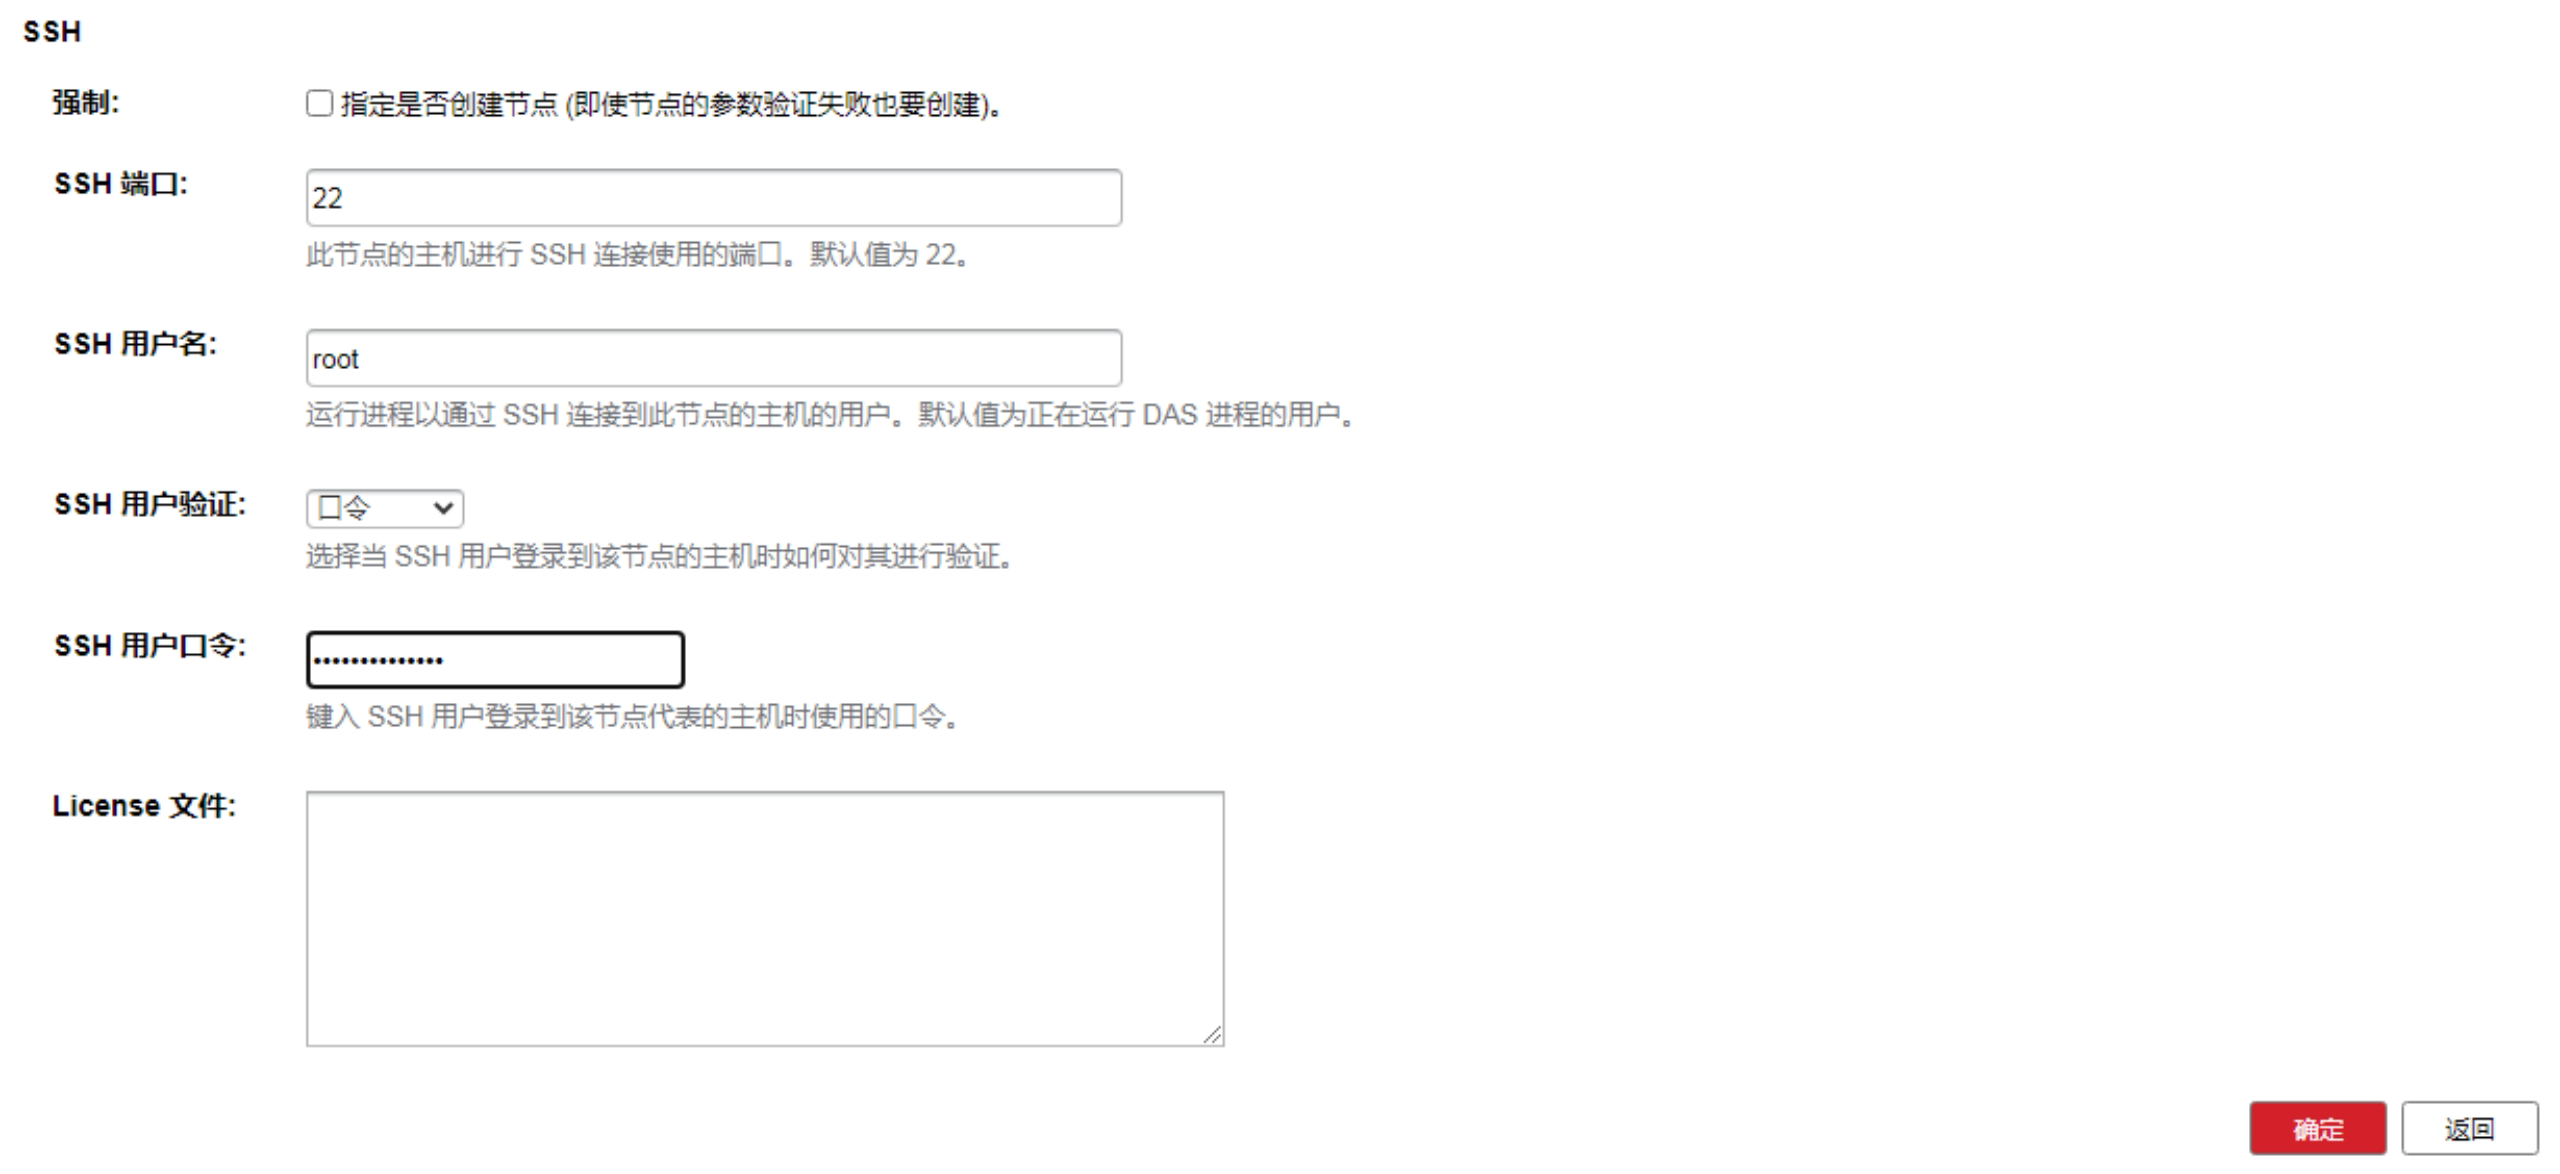 SSH
强制: 指定是否创建节点 (即使节点的参数验证失败也要创建)。
SSH 端口: 22
此节点的主机进行 SSH 连接使用的端口。默认值为 22。
SSH 用户名: root
运行进程以通过 SSH 连接到此节点的主机的用户。默认值为正在运行 DAS 进程的用户。
SSH 用户验证: 口令
选择当 SSH 用户登录到该节点的主机时如何对其进行验证。
SSH 用户口令: ••••••••••••••
键入 SSH 用户登录到该节点代表的主机时使用的口令。
License 文件:
确定 返回